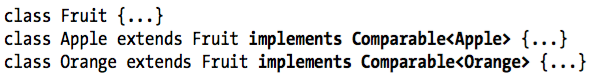 class Fruit {...}
class Apple extends Fruit implements Comparable<Apple> {...}
class Orange extends Fruit implements Comparable<Orange> {...}